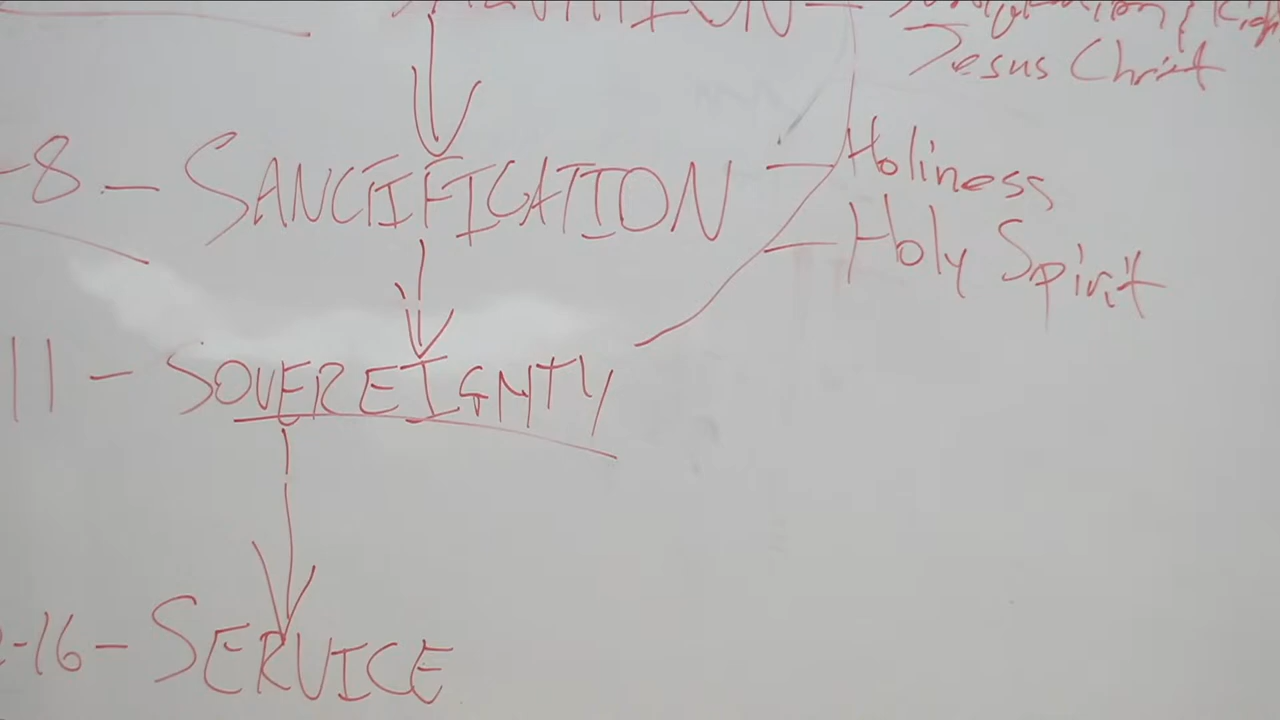 Jesus Christ
-8 - SANCTIFICATION - Holiness
- Holy Spirit
11 - SOVEREIGNTY
-16 - SERVICE